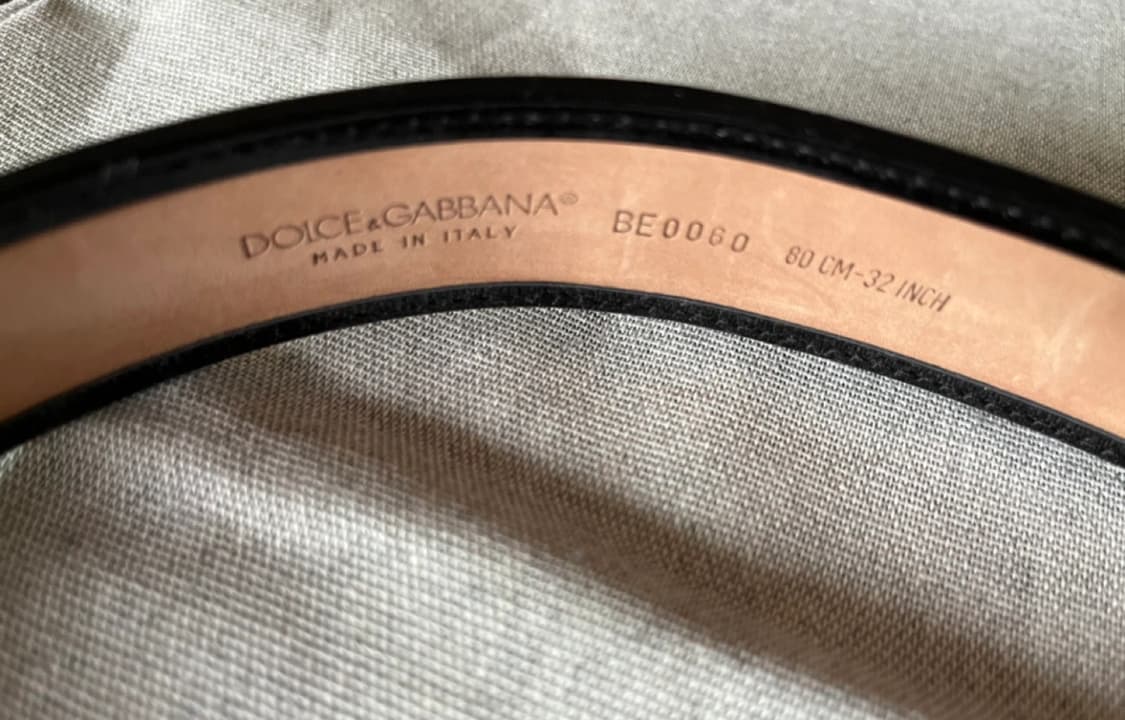 DOLCE&GABBANA®
MADE IN ITALY
BE0060
80 CM-32 INCH